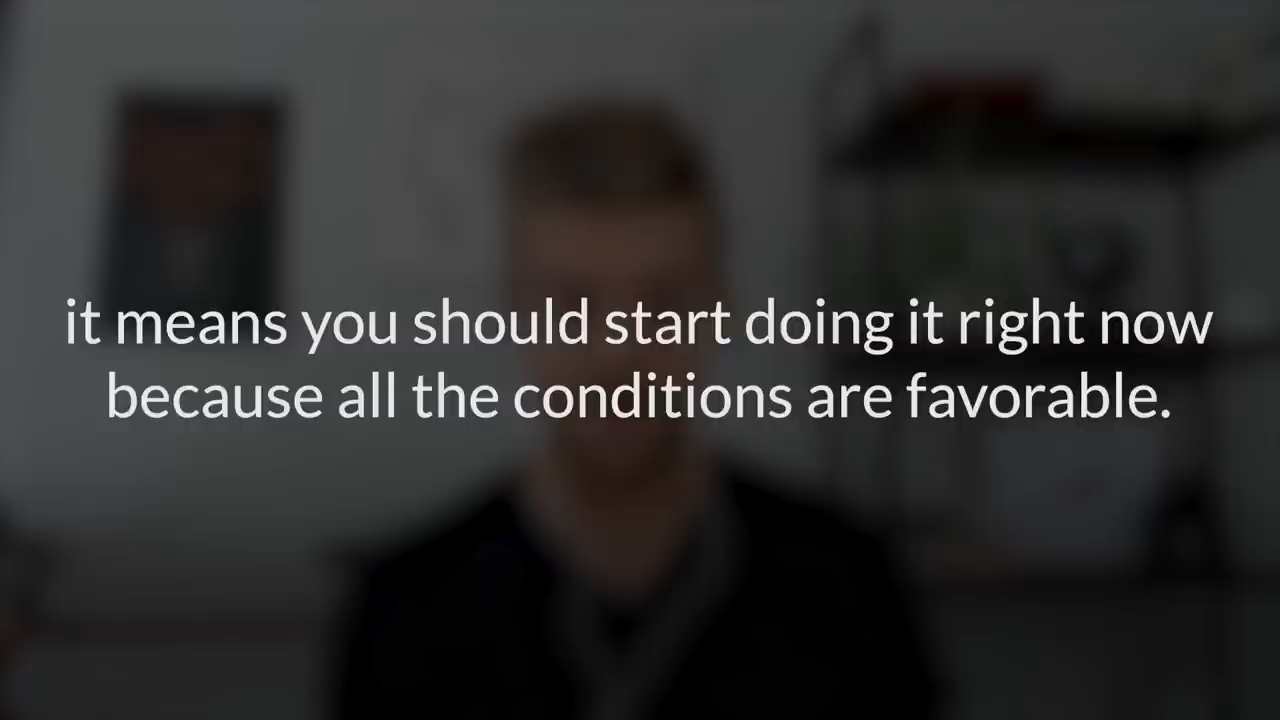 it means you should start doing it right now
because all the conditions are favorable.